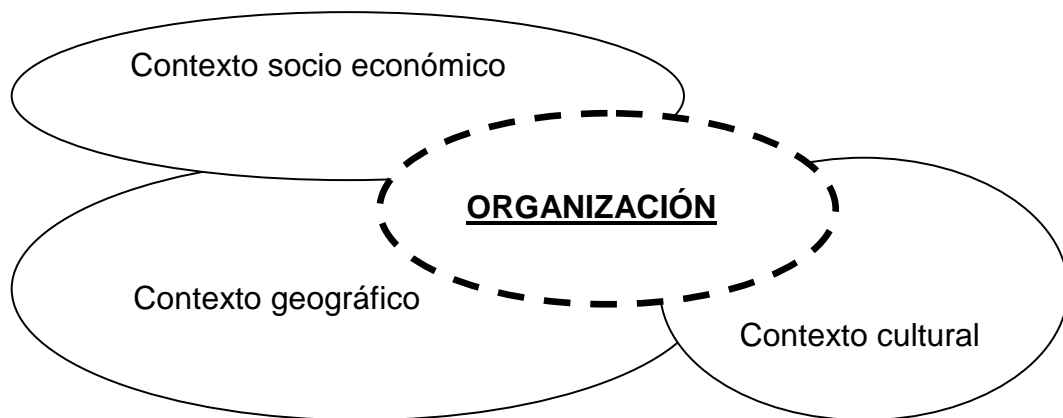 Contexto socio económico
ORGANIZACIÓN
Contexto geográfico
Contexto cultural